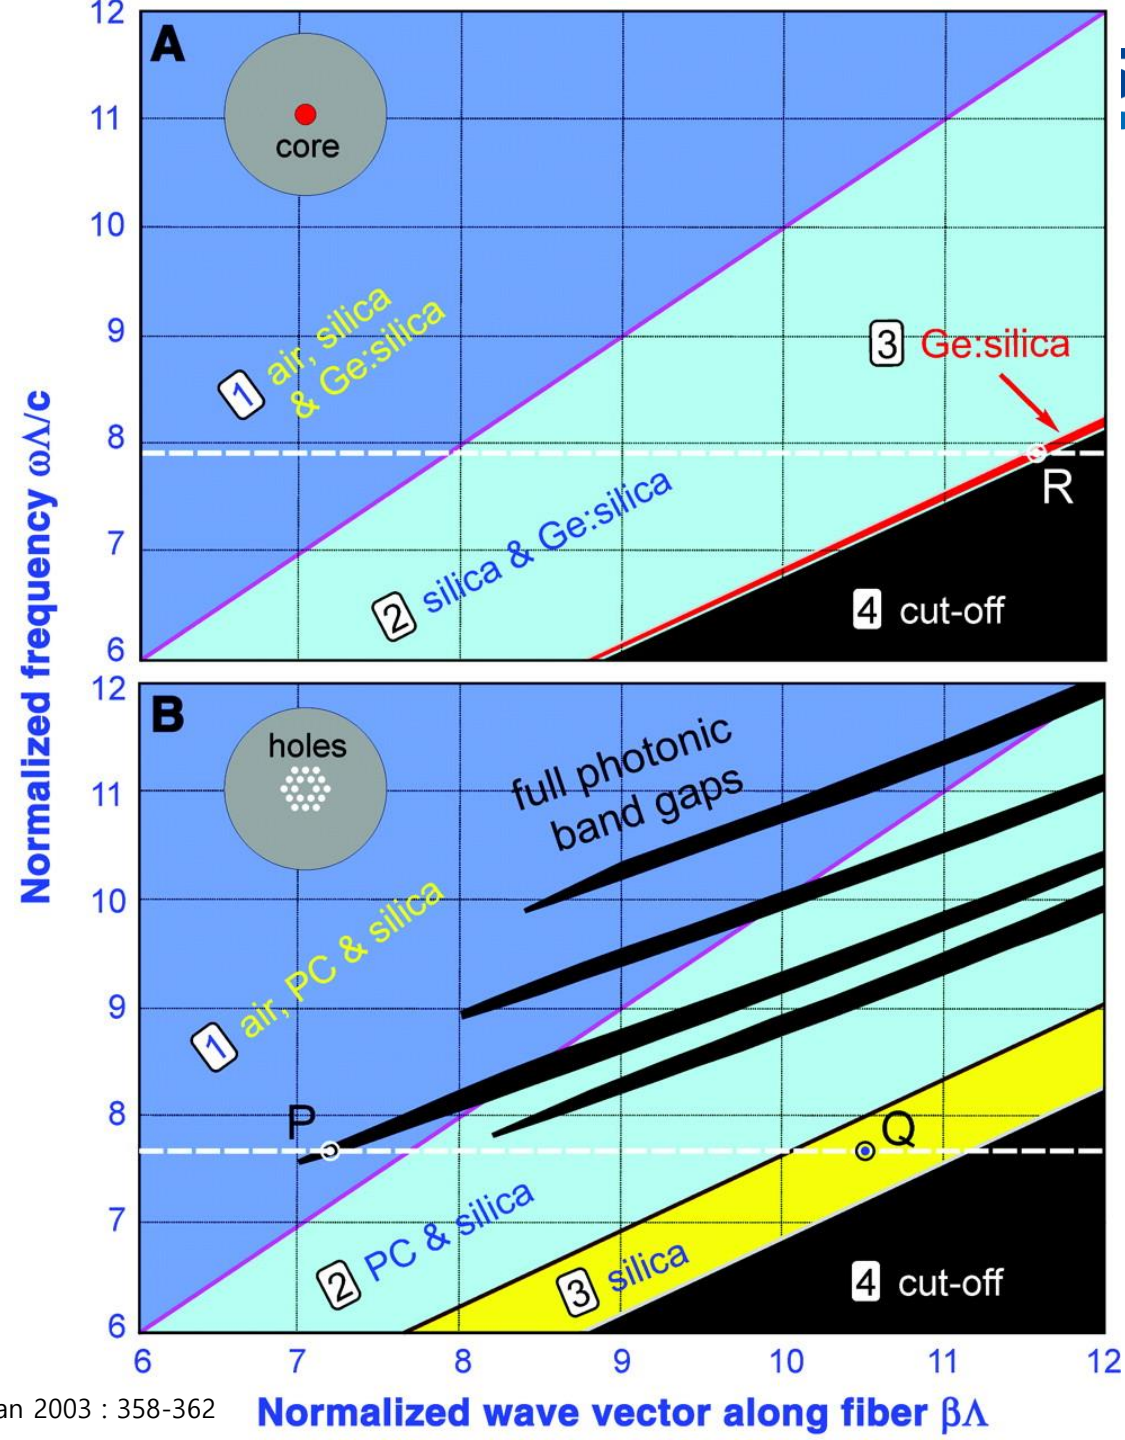 A
core
12
11
10
9
8
7
6
1 air, silica
& Ge:silica
2 silica & Ge:silica
3 Ge:silica
R
4 cut-off
Normalized frequency ωΛ/c
B
holes
12
11
10
9
8
7
6
full photonic
band gaps
1 air, PC & silica
P
Q
2 PC & silica
3 silica
4 cut-off
6 7 8 9 10 11 12
an 2003 : 358-362
Normalized wave vector along fiber βΛ